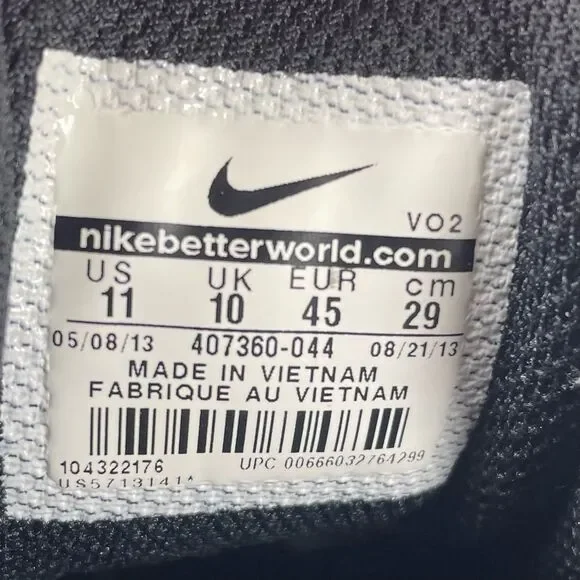 VO2
nikebetterworld.com
US UK EUR cm
11 10 45 29
05/08/13 407360-044 08/21/13
MADE IN VIETNAM
FABRIQUE AU VIETNAM
104322176 UPC 00666032764299
US5713141^